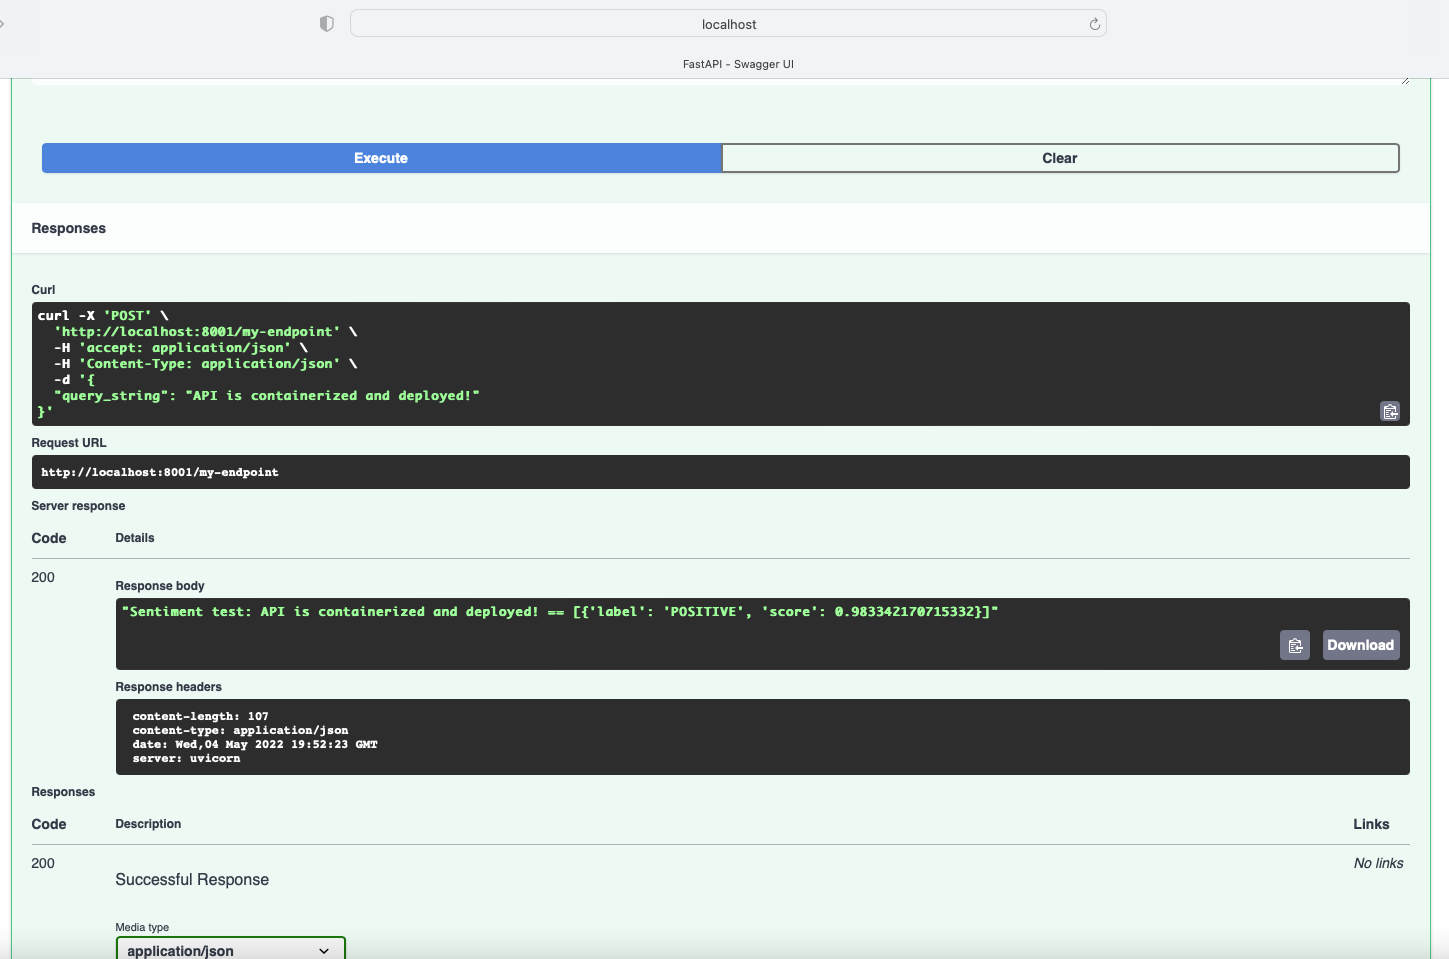 localhost
FastAPI - Swagger UI
Execute
Clear
Responses
Curl
curl -X 'POST' \
'http://localhost:8001/my-endpoint' \
-H 'accept: application/json' \
-H 'Content-Type: application/json' \
-d '{
"query_string": "API is containerized and deployed!"
}'
Request URL
http://localhost:8001/my-endpoint
Server response
Code Details
200
Response body
"Sentiment test: API is containerized and deployed! == [{'label': 'POSITIVE', 'score': 0.983342170715332}]"
Download
Response headers
content-length: 107
content-type: application/json
date: Wed,04 May 2022 19:52:23 GMT
server: uvicorn
Responses
Code Description Links
200 No links
Successful Response
Media type
application/json